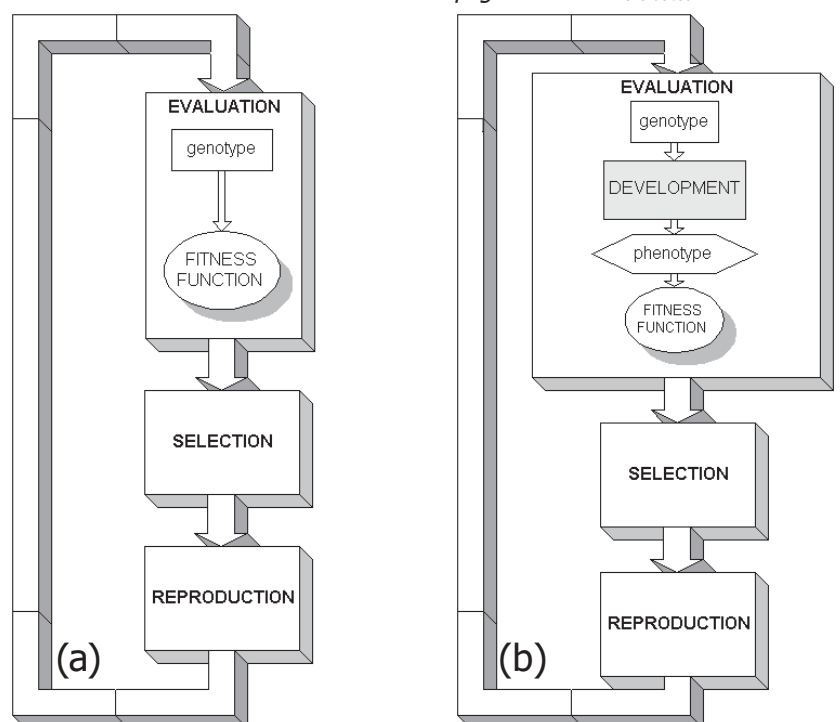 EVALUATION
genotype
FITNESS
FUNCTION
SELECTION
REPRODUCTION
(a)
EVALUATION
genotype
DEVELOPMENT
phenotype
FITNESS
FUNCTION
SELECTION
REPRODUCTION
(b)